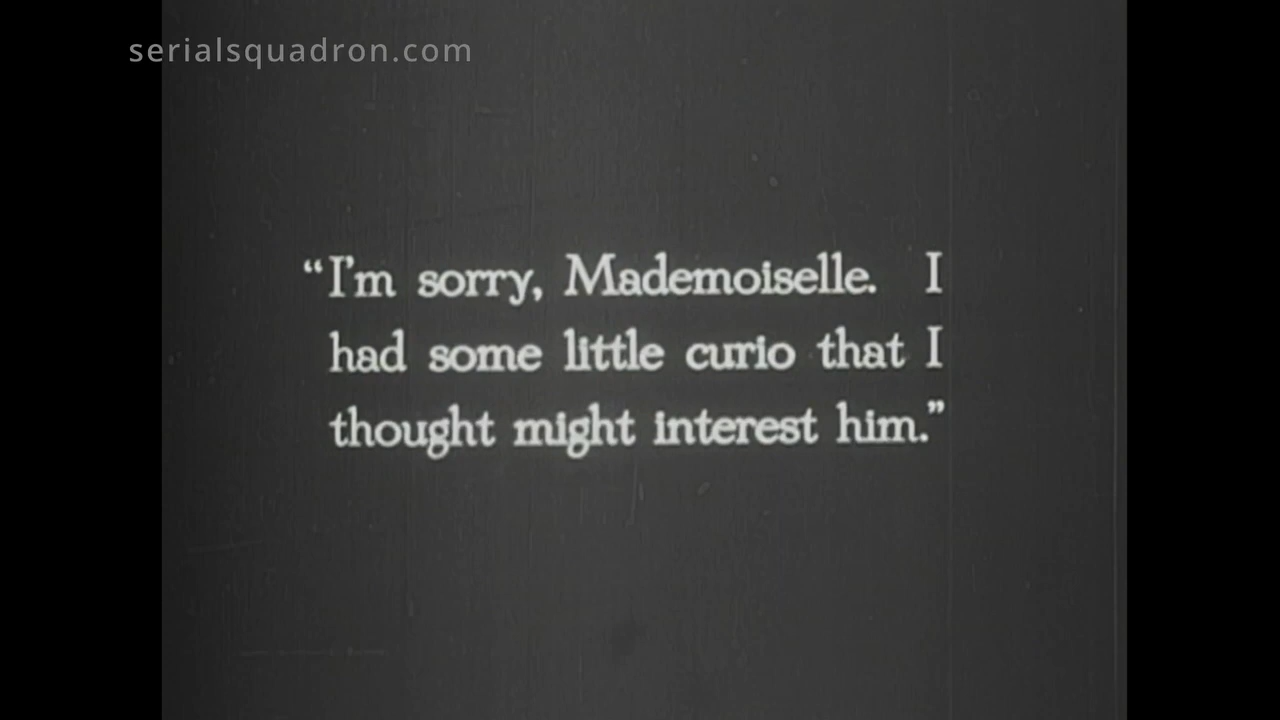 serialsquadron.com
“I’m sorry, Mademoiselle. I
had some little curio that I
thought might interest him.”